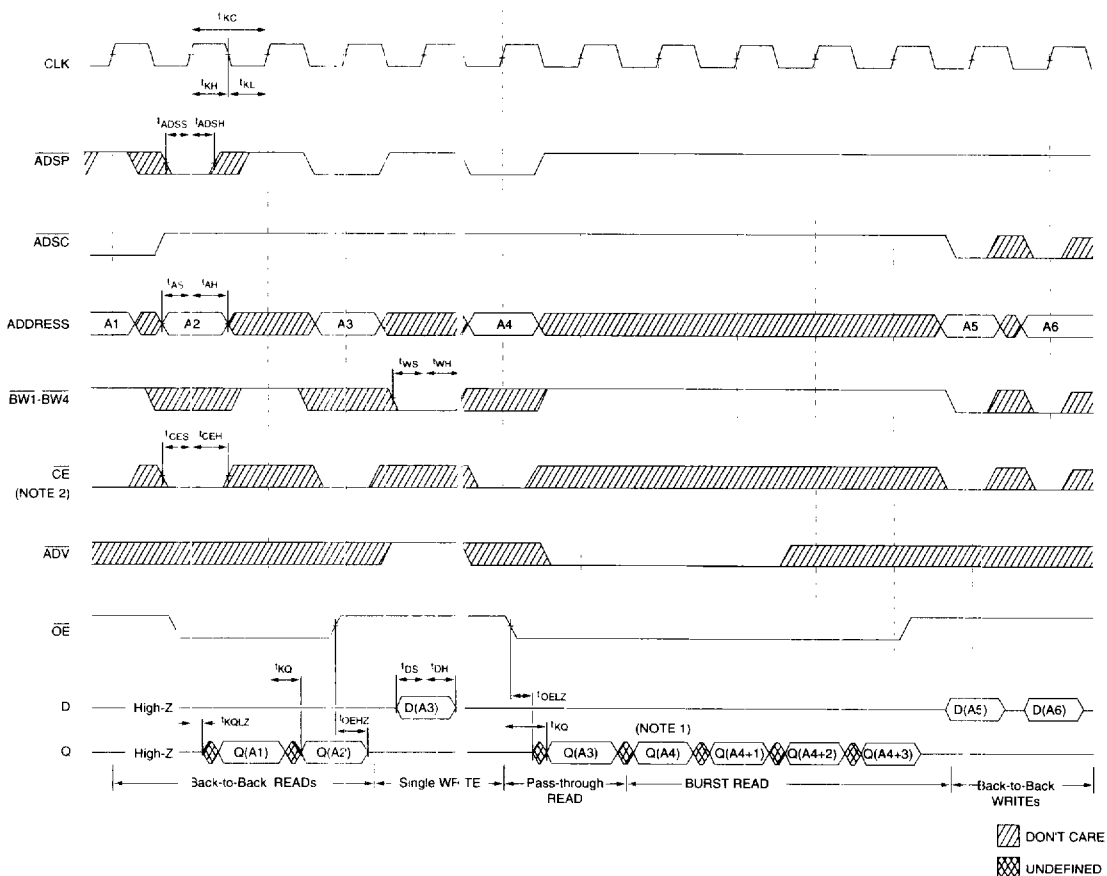 tKC
CLK
tKH tKL
tADSS tADSH
ADSP
ADSC
tAS tAH
ADDRESS A1 A2 A3 A4 A5 A6
tWS tWH
BW1-BW4
tCES tCEH
CE
(NOTE 2)
ADV
OE
tKQ tDS tDH tOELZ
D High-Z D(A3) D(A5) D(A6)
tKQLZ tOEHZ tKQ (NOTE 1)
Q High-Z Q(A1) Q(A2) Q(A3) Q(A4) Q(A4+1) Q(A4+2) Q(A4+3)
Back-to-Back READs Single WRITE Pass-through READ BURST READ Back-to-Back WRITEs
DON'T CARE
UNDEFINED